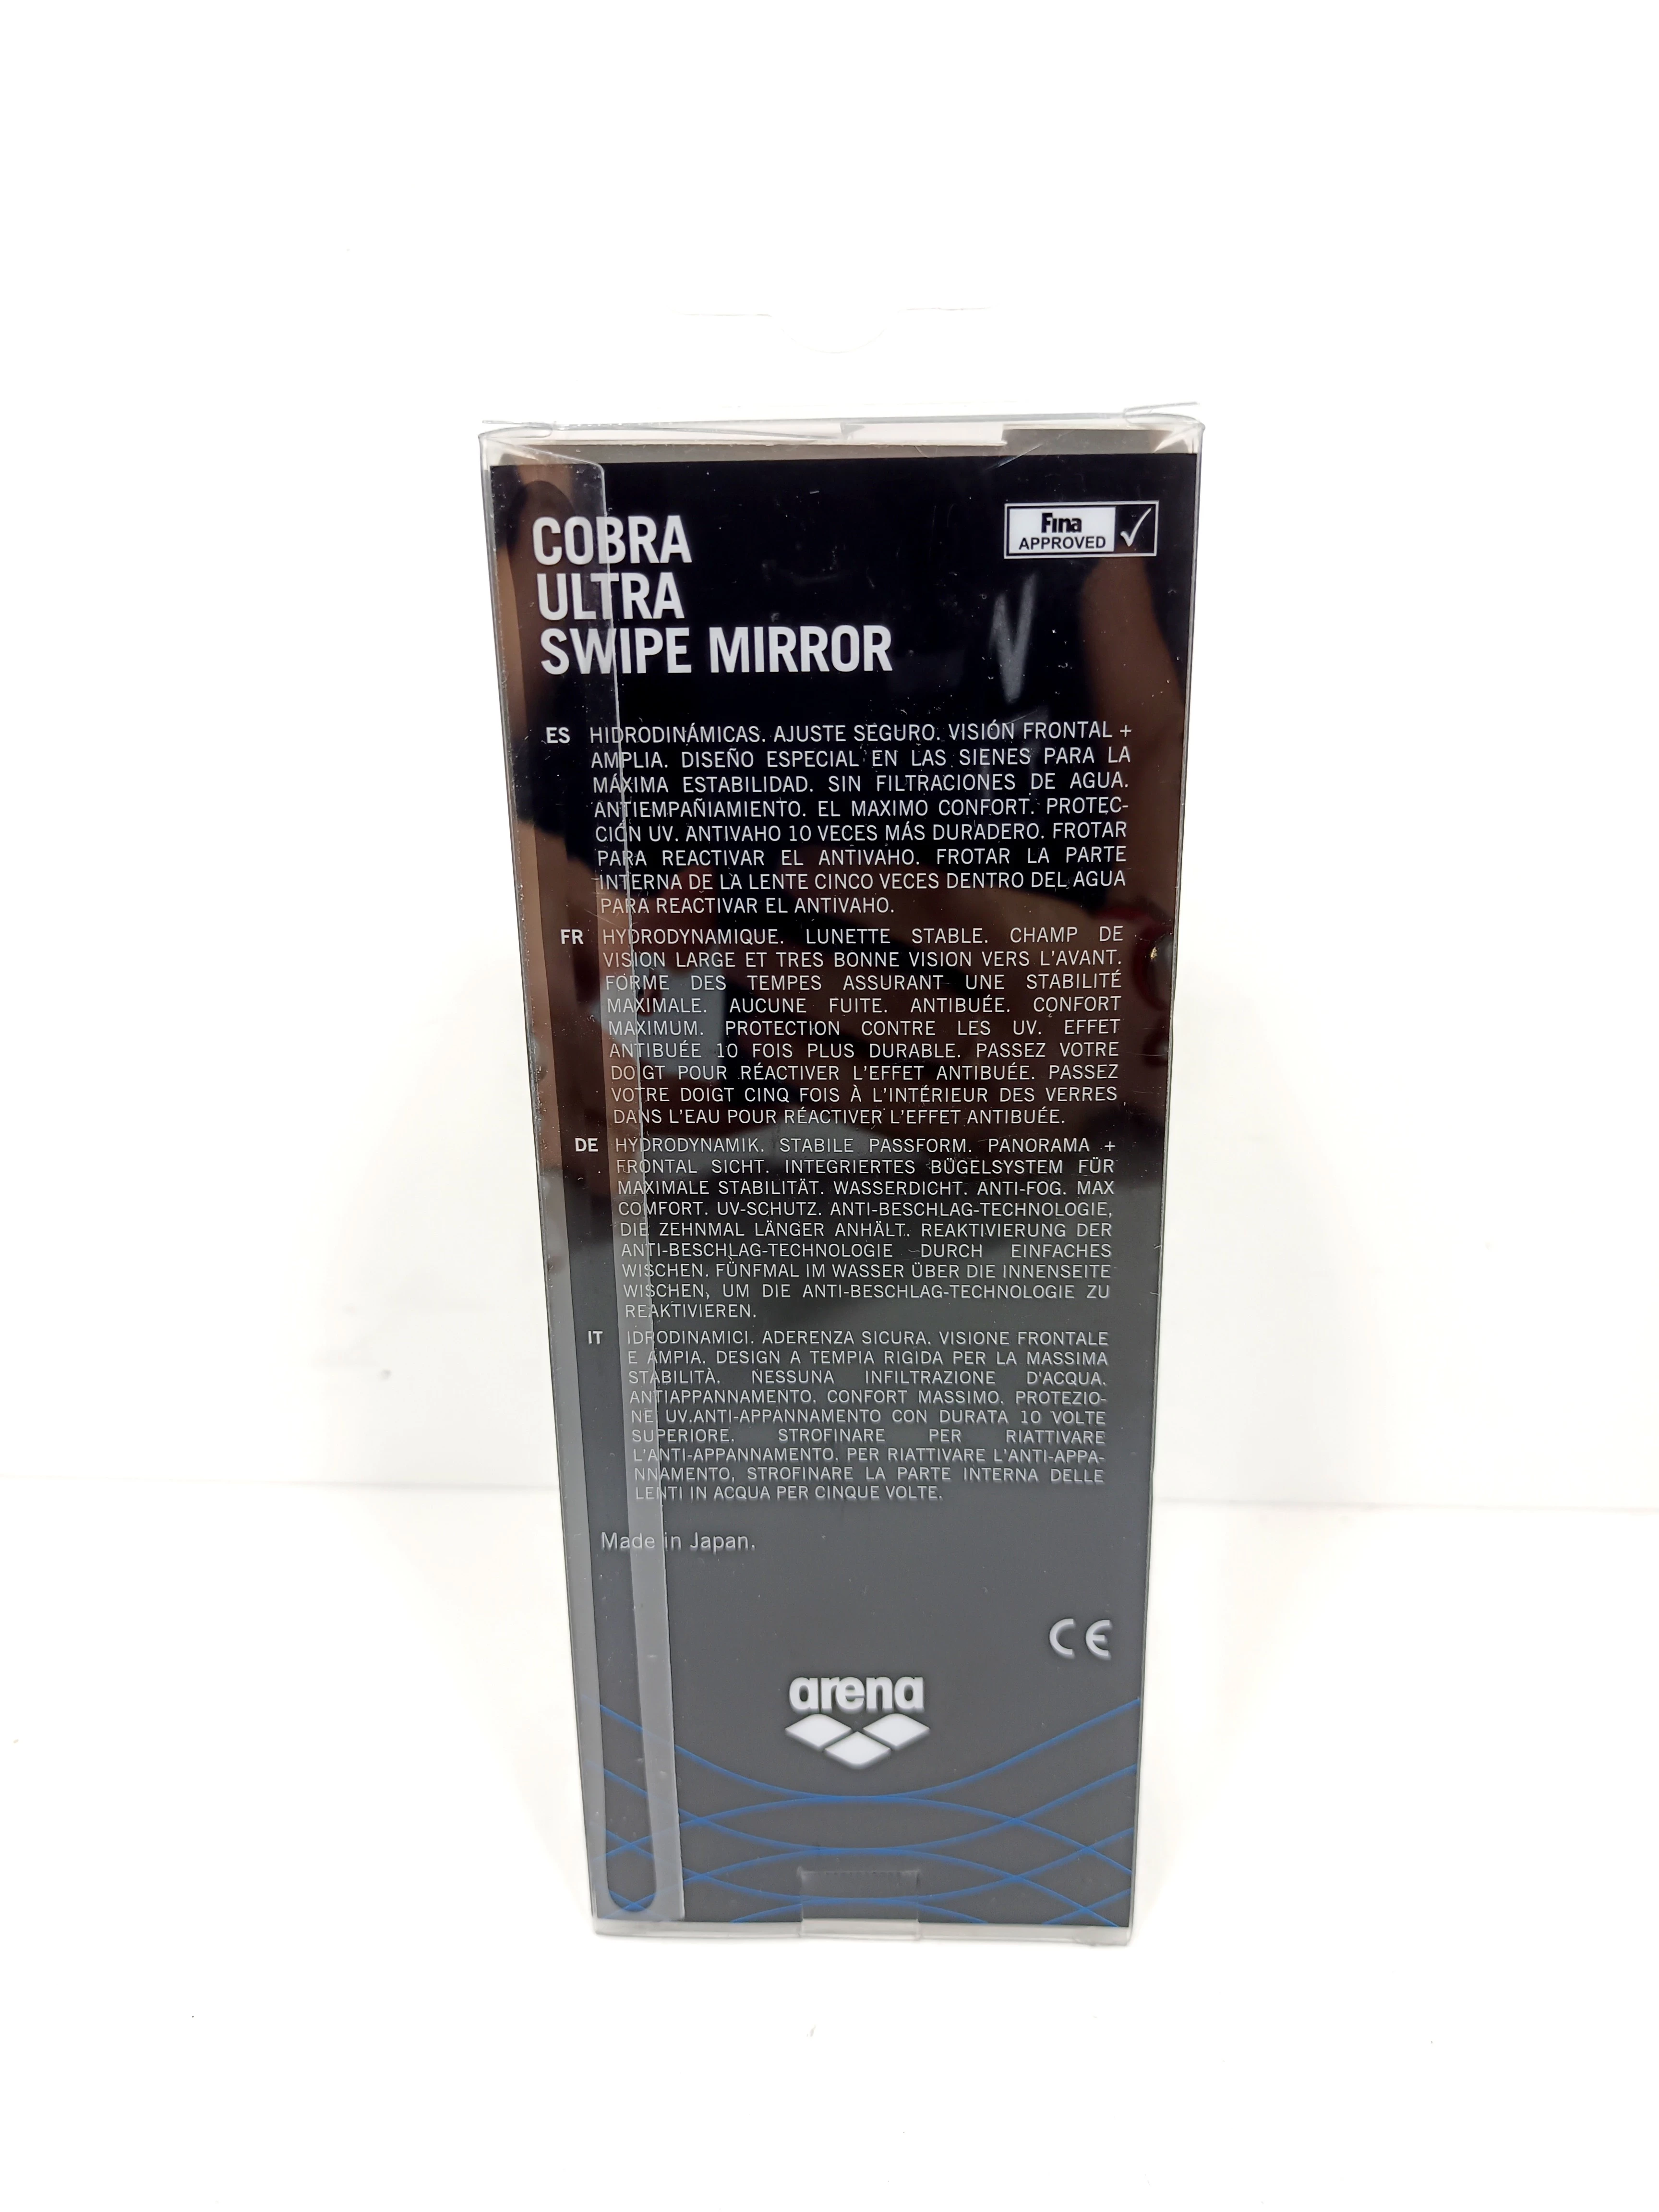 COBRA
ULTRA
SWIPE MIRROR
Fina
APPROVED
ES HIDRODINÁMICAS. AJUSTE SEGURO. VISIÓN FRONTAL +
AMPLIA. DISEÑO ESPECIAL EN LAS SIENES PARA LA
MÁXIMA ESTABILIDAD. SIN FILTRACIONES DE AGUA.
ANTIEMPAÑIAMIENTO. EL MAXIMO CONFORT. PROTEC-
CIÓN UV. ANTIVAHO 10 VECES MÁS DURADERO. FROTAR
PARA REACTIVAR EL ANTIVAHO. FROTAR LA PARTE
INTERNA DE LA LENTE CINCO VECES DENTRO DEL AGUA
PARA REACTIVAR EL ANTIVAHO.
FR HYDRODYNAMIQUE. LUNETTE STABLE. CHAMP DE
VISION LARGE ET TRES BONNE VISION VERS L'AVANT.
FORME DES TEMPES ASSURANT UNE STABILITÉ
MAXIMALE. AUCUNE FUITE. ANTIBUÉE. CONFORT
MAXIMUM. PROTECTION CONTRE LES UV. EFFET
ANTIBUÉE 10 FOIS PLUS DURABLE. PASSEZ VOTRE
DOIGT POUR RÉACTIVER L'EFFET ANTIBUÉE. PASSEZ
VOTRE DOIGT CINQ FOIS À L'INTÉRIEUR DES VERRES
DANS L'EAU POUR RÉACTIVER L'EFFET ANTIBUÉE.
DE HYDRODYNAMIK. STABILE PASSFORM. PANORAMA +
FRONTAL SICHT. INTEGRIERTES BÜGELSYSTEM FÜR
MAXIMALE STABILITÄT. WASSERDICHT. ANTI-FOG. MAX
COMFORT. UV-SCHUTZ. ANTI-BESCHLAG-TECHNOLOGIE,
DIE ZEHNMAL LÄNGER ANHÄLT. REAKTIVIERUNG DER
ANTI-BESCHLAG-TECHNOLOGIE DURCH EINFACHES
WISCHEN. FÜNFMAL IM WASSER ÜBER DIE INNENSEITE
WISCHEN, UM DIE ANTI-BESCHLAG-TECHNOLOGIE ZU
REAKTIVIEREN.
IT IDRODINAMICI. ADERENZA SICURA. VISIONE FRONTALE
E AMPIA. DESIGN A TEMPIA RIGIDA PER LA MASSIMA
STABILITÀ. NESSUNA INFILTRAZIONE D'ACQUA.
ANTIAPPANNAMENTO. CONFORT MASSIMO. PROTEZIO-
NE UV.ANTI-APPANNAMENTO CON DURATA 10 VOLTE
SUPERIORE. STROFINARE PER RIATTIVARE
L'ANTI-APPANNAMENTO. PER RIATTIVARE L'ANTI-APPA-
NNAMENTO, STROFINARE LA PARTE INTERNA DELLE
LENTI IN ACQUA PER CINQUE VOLTE.
Made in Japan.
CE
arena